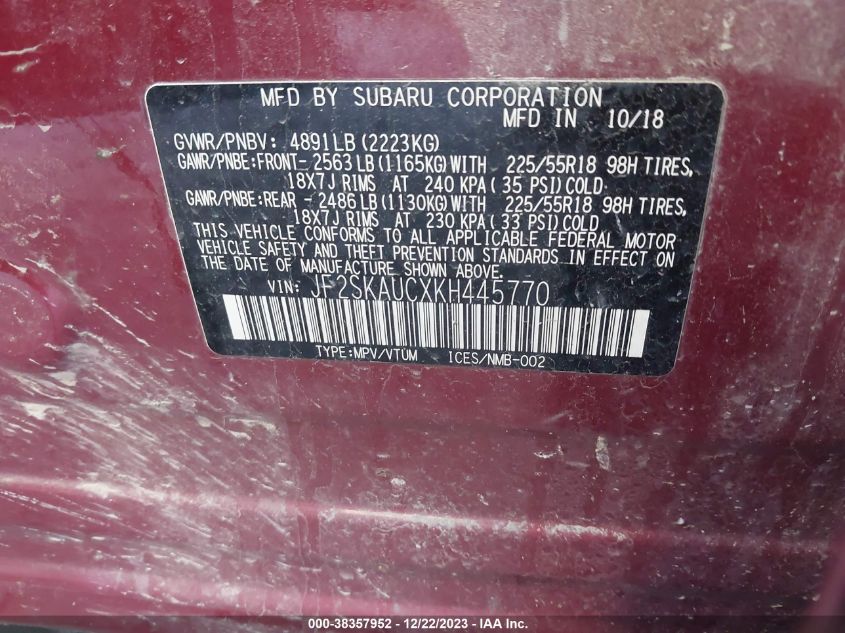 MFD BY SUBARU CORPORATION
MFD IN 10/18
GVWR/PNBV: 4891LB (2223KG)
GAWR/PNBE:FRONT- 2563 LB (1165KG) WITH 225/55R18 98H TIRES,
18X7J RIMS AT 240 KPA ( 35 PSI) COLD
GAWR/PNBE:REAR - 2486 LB (1130KG) WITH 225/55R18 98H TIRES,
18X7J RIMS AT 230 KPA ( 33 PSI) COLD
THIS VEHICLE CONFORMS TO ALL APPLICABLE FEDERAL MOTOR
VEHICLE SAFETY AND THEFT PREVENTION STANDARDS IN EFFECT ON
THE DATE OF MANUFACTURE SHOWN ABOVE.
VIN: JF2SKAUCXKH445770
TYPE:MPV/VTUM ICES/NMB-002
000-38357952 - 12/22/2023 - IAAI.com